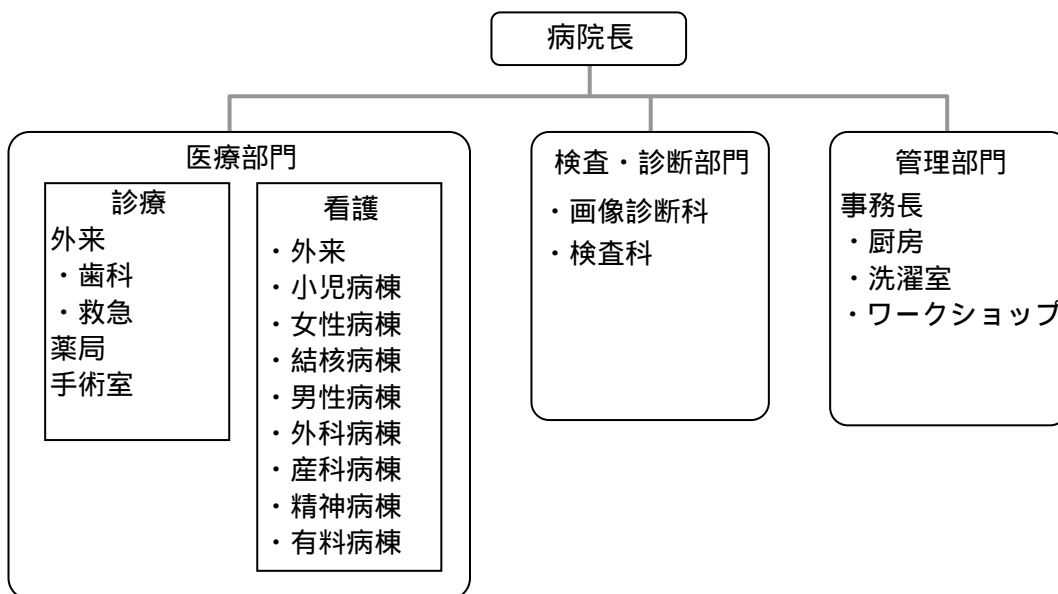 病院長
医療部門
診療
外来
・歯科
・救急
薬局
手術室
看護
・外来
・小児病棟
・女性病棟
・結核病棟
・男性病棟
・外科病棟
・産科病棟
・精神病棟
・有料病棟
検査・診断部門
・画像診断科
・検査科
管理部門
事務長
・厨房
・洗濯室
・ワークショップ